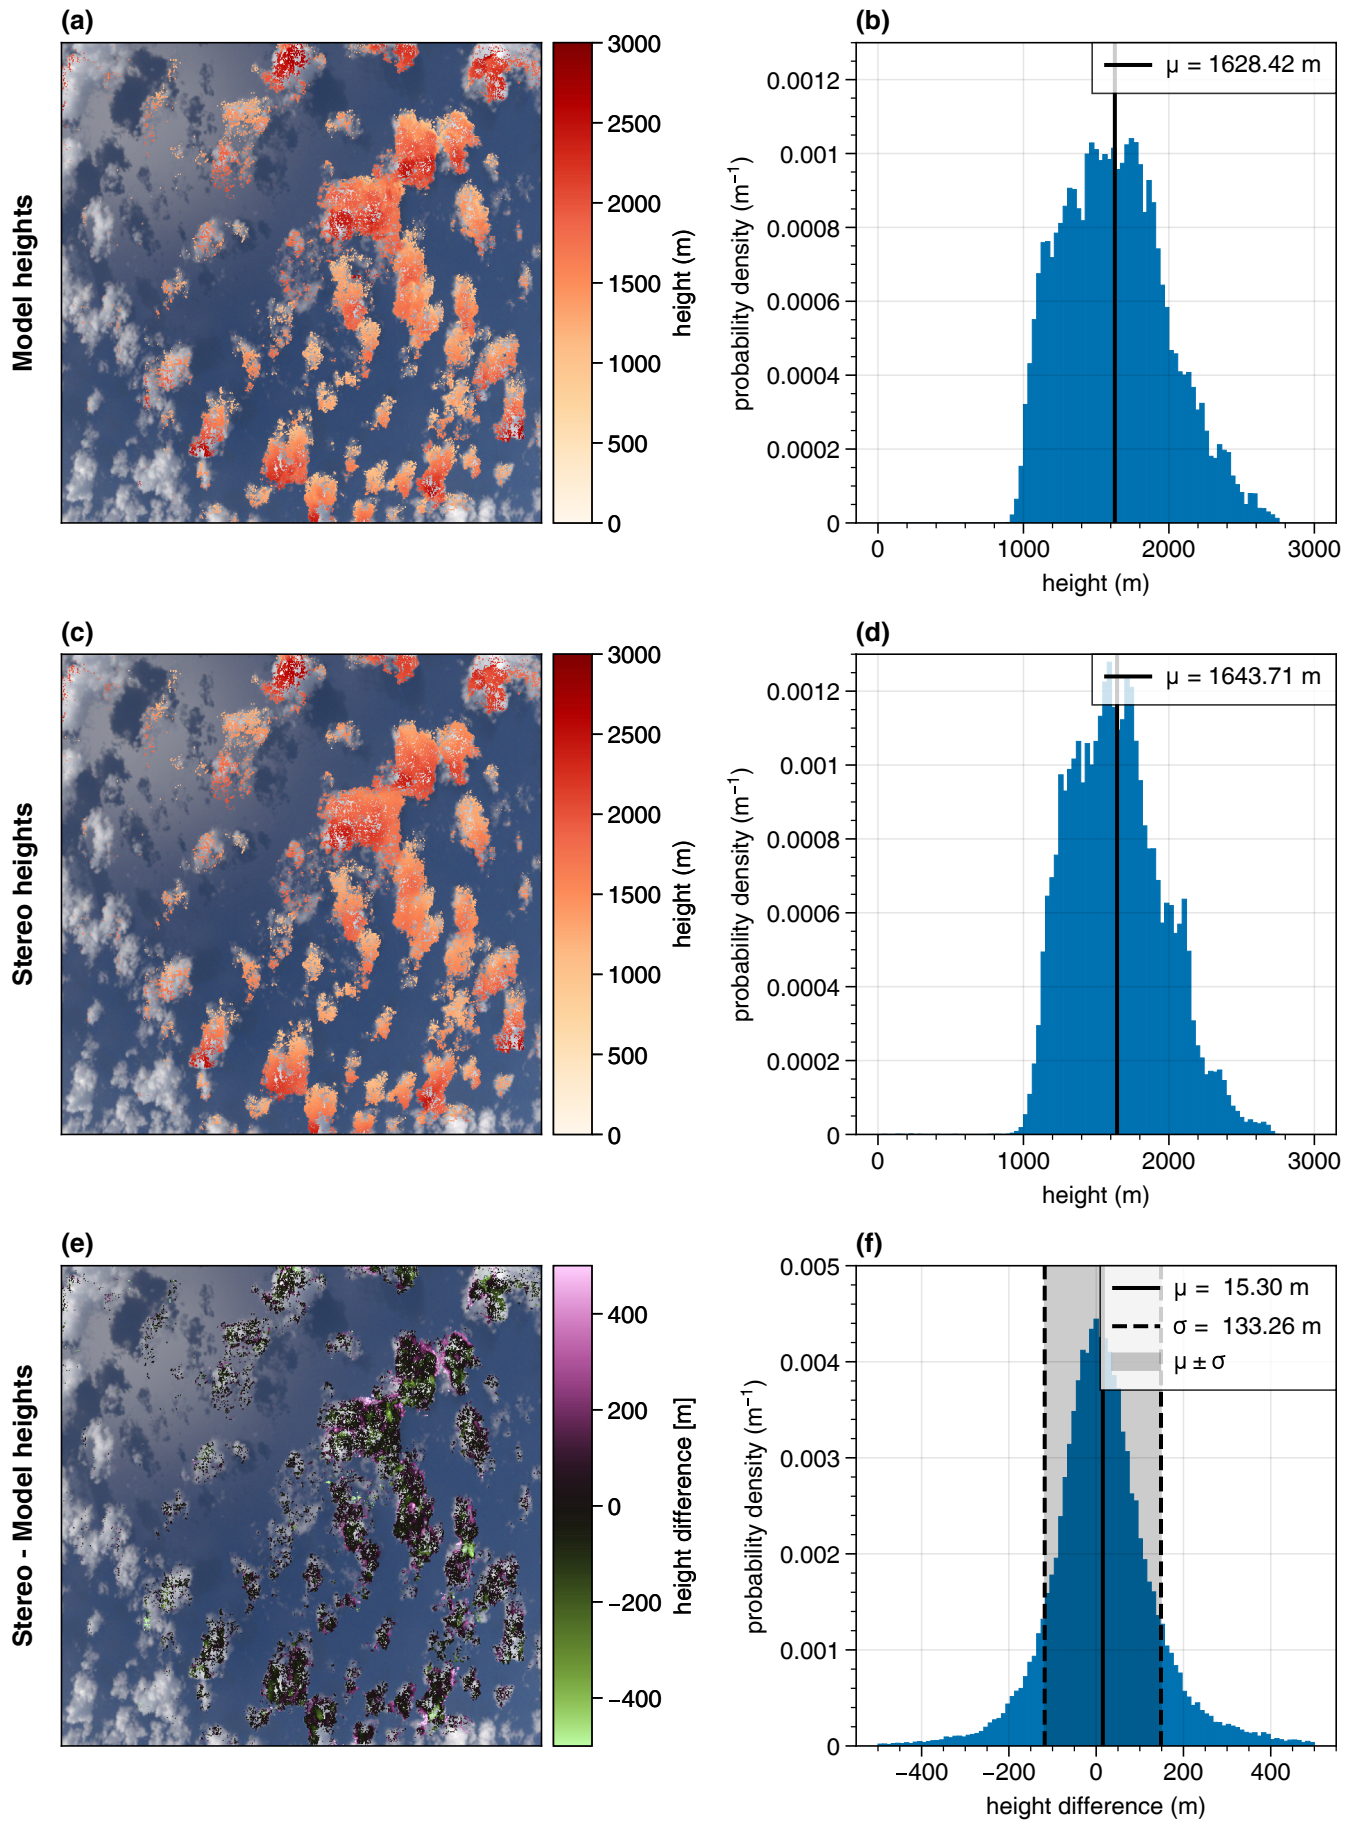 (a)
Model heights
3000
2500
2000
1500
1000
500
0
height (m)
(b)
μ = 1628.42 m
probability density (m⁻¹)
0.0012
0.001
0.0008
0.0006
0.0004
0.0002
0
0 1000 2000 3000
height (m)
(c)
Stereo heights
3000
2500
2000
1500
1000
500
0
height (m)
(d)
μ = 1643.71 m
probability density (m⁻¹)
0.0012
0.001
0.0008
0.0006
0.0004
0.0002
0
0 1000 2000 3000
height (m)
(e)
Stereo - Model heights
400
200
0
−200
−400
height difference [m]
(f)
μ = 15.30 m
σ = 133.26 m
μ ± σ
probability density (m⁻¹)
0.005
0.004
0.003
0.002
0.001
0
−400 −200 0 200 400
height difference (m)